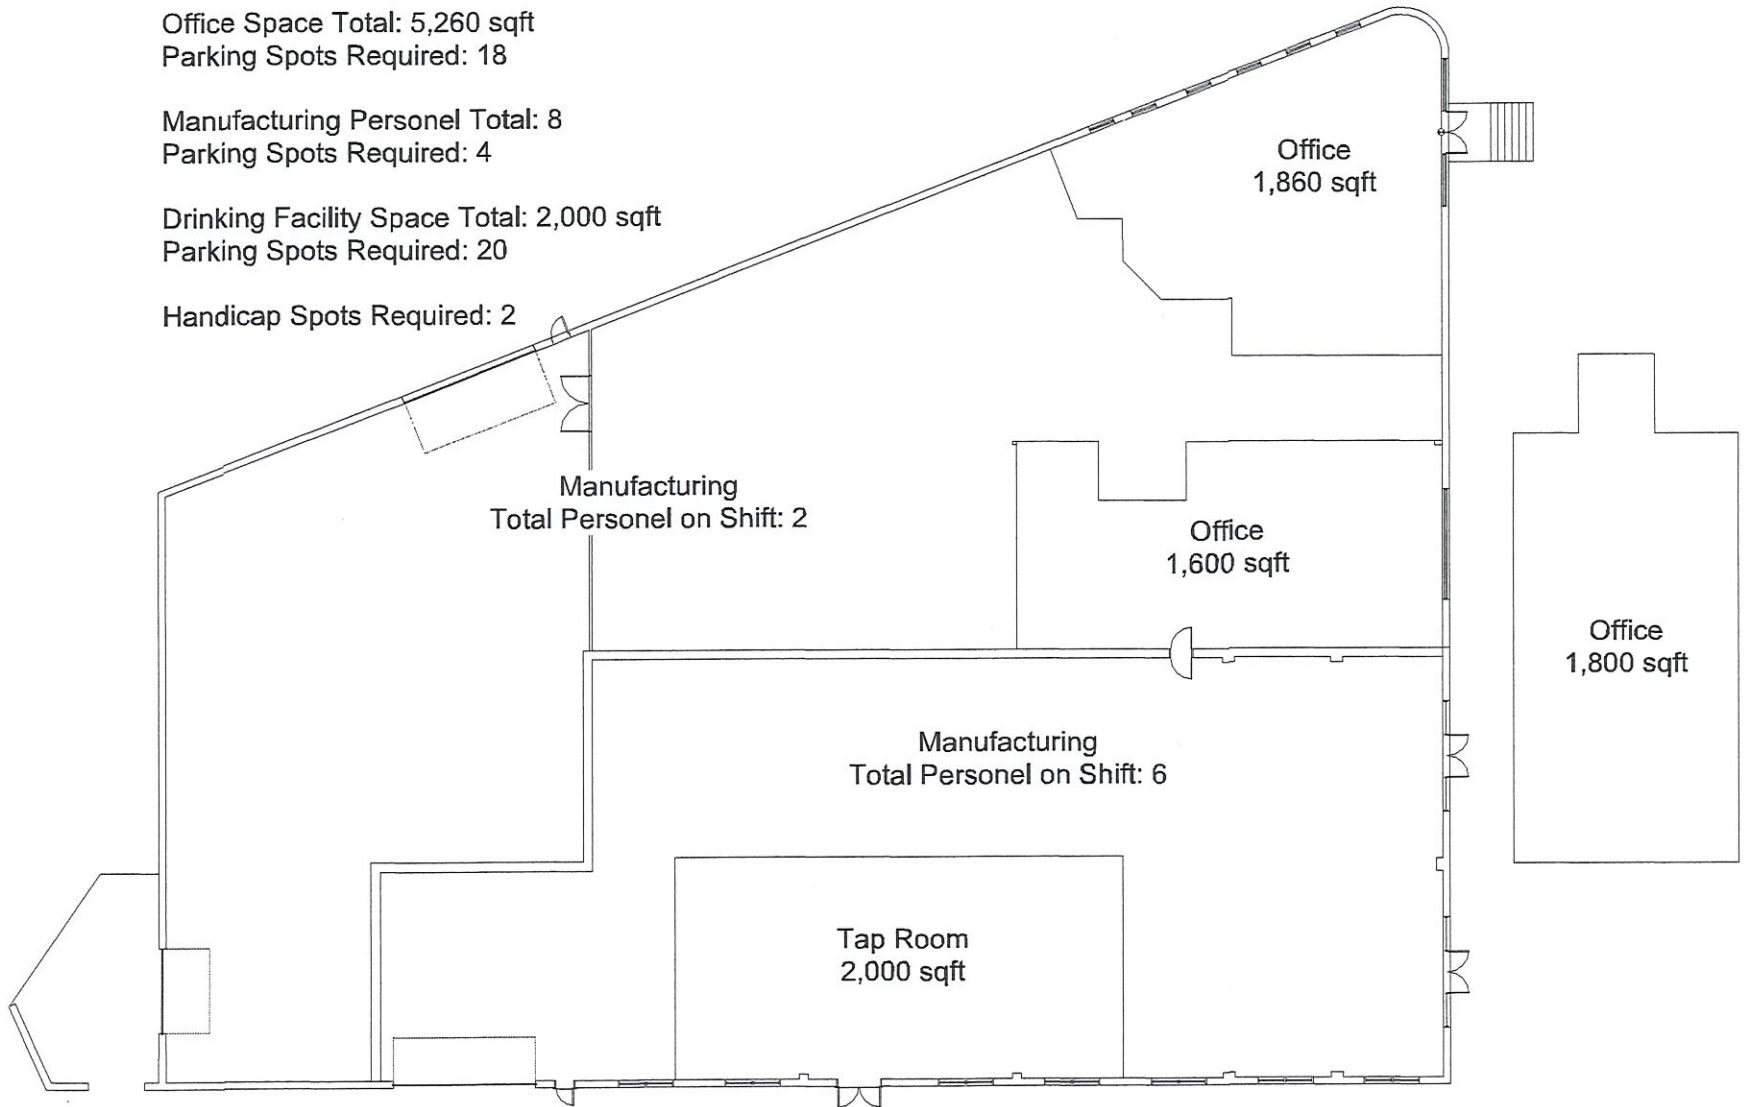 Office Space Total: 5,260 sqft
Parking Spots Required: 18
Manufacturing Personel Total: 8
Parking Spots Required: 4
Drinking Facility Space Total: 2,000 sqft
Parking Spots Required: 20
Handicap Spots Required: 2
Office
1,860 sqft
Manufacturing
Total Personel on Shift: 2
Office
1,600 sqft
Office
1,800 sqft
Manufacturing
Total Personel on Shift: 6
Tap Room
2,000 sqft